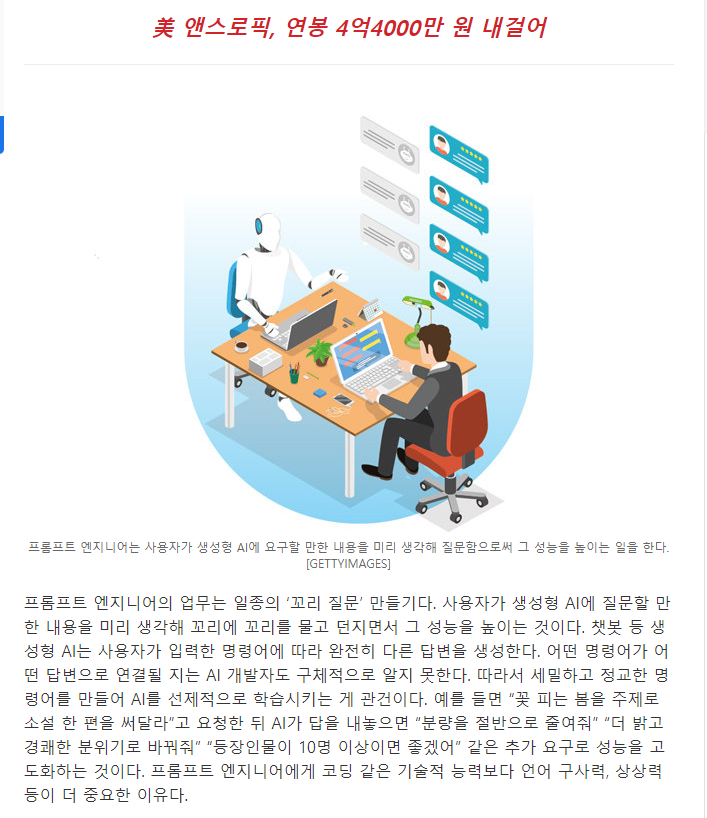 美 앤스로픽, 연봉 4억4000만 원 내걸어
프롬프트 엔지니어는 사용자가 생성형 AI에 요구할 만한 내용을 미리 생각해 질문함으로써 그 성능을 높이는 일을 한다.
[GETTYIMAGES]
프롬프트 엔지니어의 업무는 일종의 ‘꼬리 질문’ 만들기다. 사용자가 생성형 AI에 질문할 만
한 내용을 미리 생각해 꼬리에 꼬리를 물고 던지면서 그 성능을 높이는 것이다. 챗봇 등 생
성형 AI는 사용자가 입력한 명령어에 따라 완전히 다른 답변을 생성한다. 어떤 명령어가 어
떤 답변으로 연결될 지는 AI 개발자도 구체적으로 알지 못한다. 따라서 세밀하고 정교한 명
령어를 만들어 AI를 선제적으로 학습시키는 게 관건이다. 예를 들면 “꽃 피는 봄을 주제로
소설 한 편을 써달라”고 요청한 뒤 AI가 답을 내놓으면 “분량을 절반으로 줄여줘” “더 밝고
경쾌한 분위기로 바꿔줘” “등장인물이 10명 이상이면 좋겠어” 같은 추가 요구로 성능을 고
도화하는 것이다. 프롬프트 엔지니어에게 코딩 같은 기술적 능력보다 언어 구사력, 상상력
등이 더 중요한 이유다.